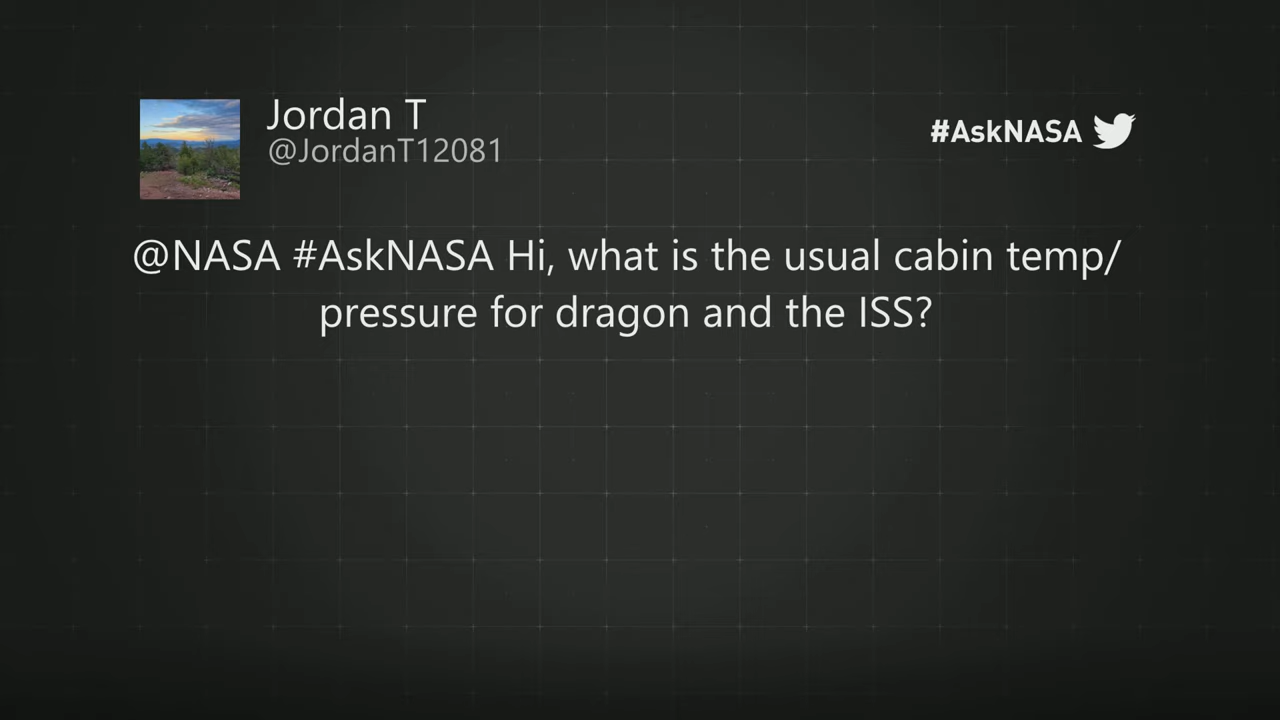 Jordan T
@JordanT12081
#AskNASA
@NASA #AskNASA Hi, what is the usual cabin temp/
pressure for dragon and the ISS?